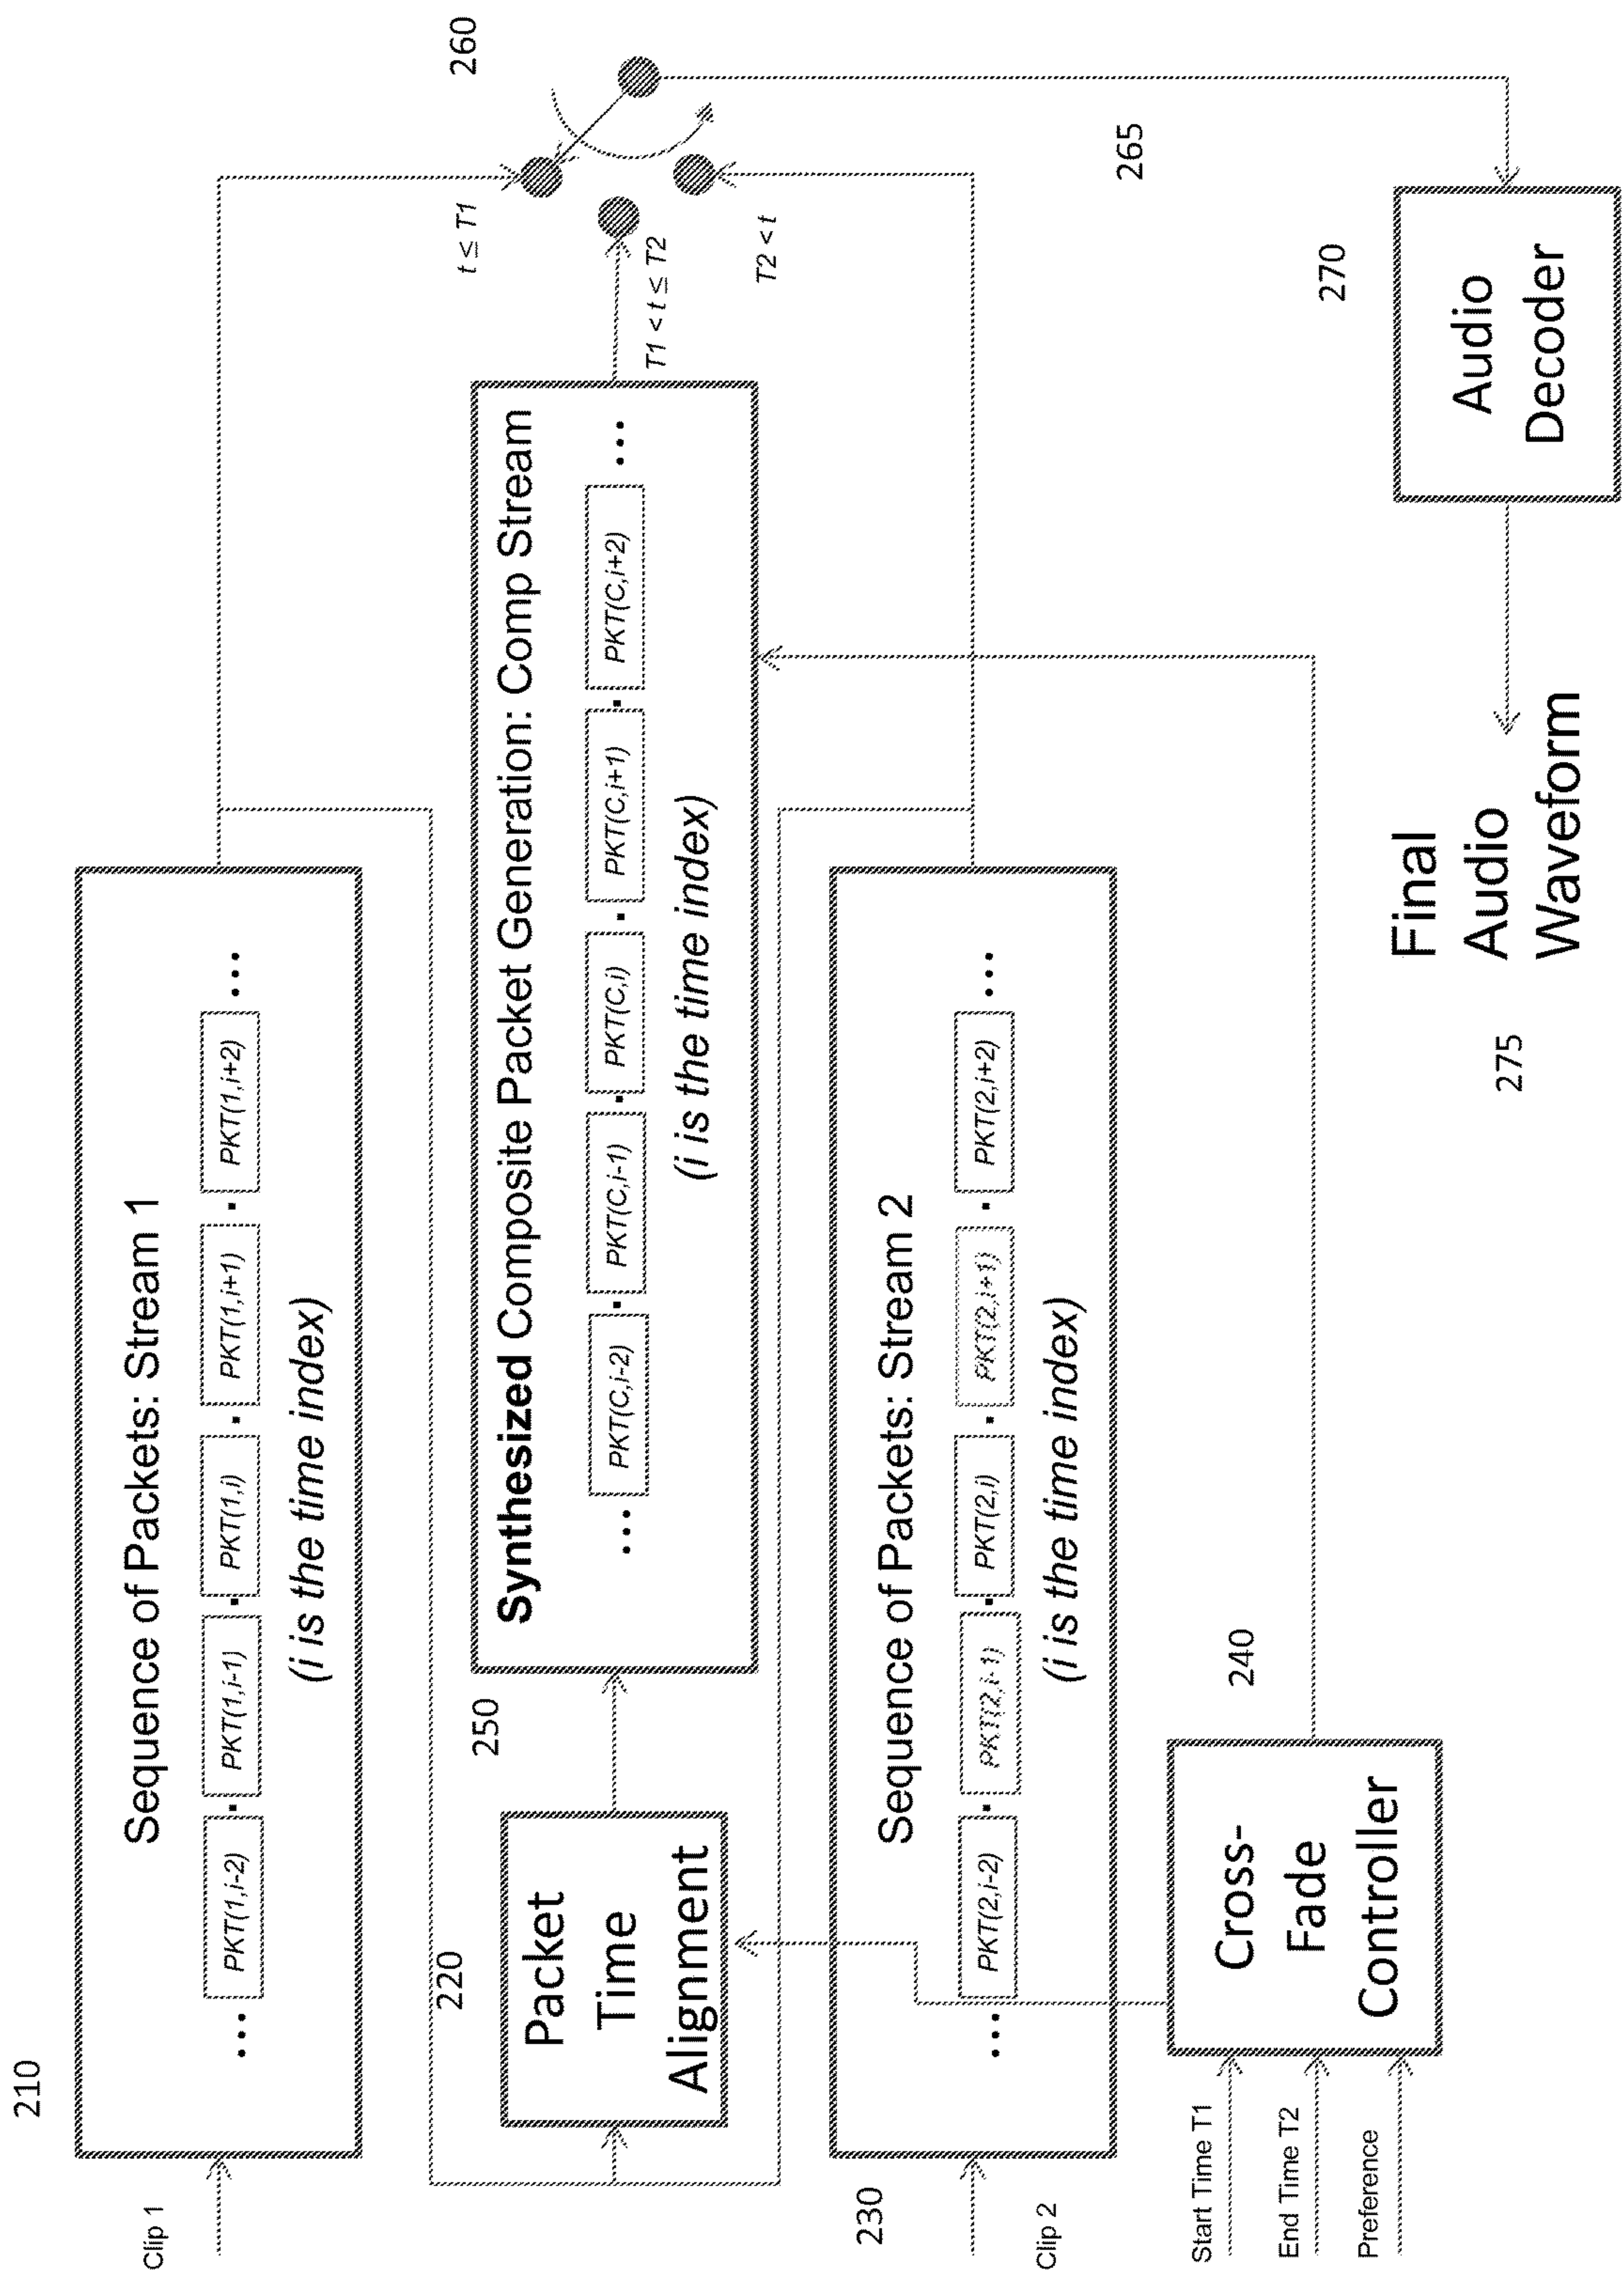 210
Clip 1
Sequence of Packets: Stream 1
... PKT(1,i-2) . PKT(1,i-1) . PKT(1,i) . PKT(1,i+1) . PKT(1,i+2) ...
(i is the time index)
t ≤ T1
260
220
Packet
Time
Alignment
250
Synthesized Composite Packet Generation: Comp Stream
... PKT(C,i-2) . PKT(C,i-1) . PKT(C,i) . PKT(C,i+1) . PKT(C,i+2) ...
(i is the time index)
T1 < t ≤ T2
T2 < t
230
Clip 2
Sequence of Packets: Stream 2
... PKT(2,i-2) . PKT(2,i-1) . PKT(2,i) . PKT(2,i+1) . PKT(2,i+2) ...
(i is the time index)
265
240
Start Time T1
End Time T2
Preference
Cross-
Fade
Controller
270
Audio
Decoder
Final
Audio
Waveform
275